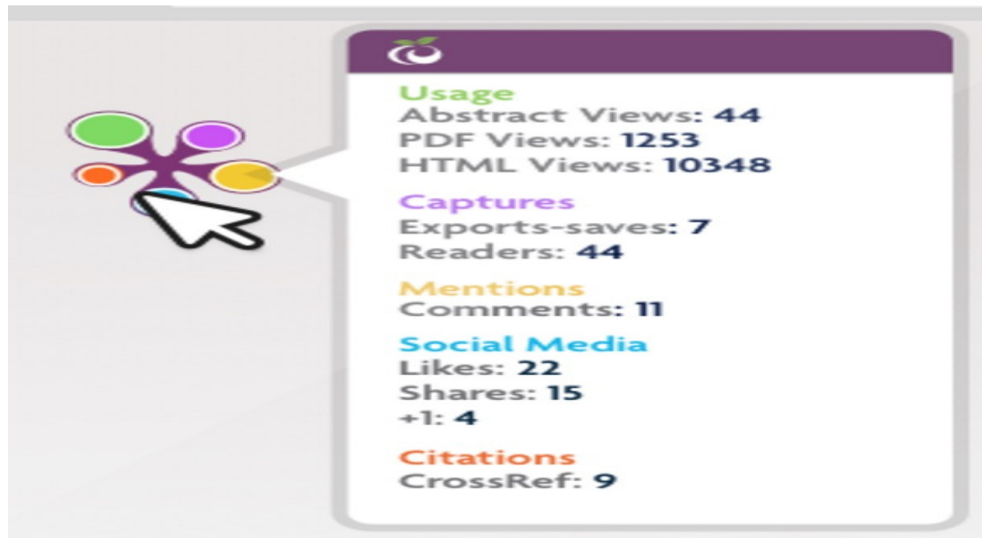 Usage
Abstract Views: 44
PDF Views: 1253
HTML Views: 10348
Captures
Exports-saves: 7
Readers: 44
Mentions
Comments: 11
Social Media
Likes: 22
Shares: 15
+1: 4
Citations
CrossRef: 9